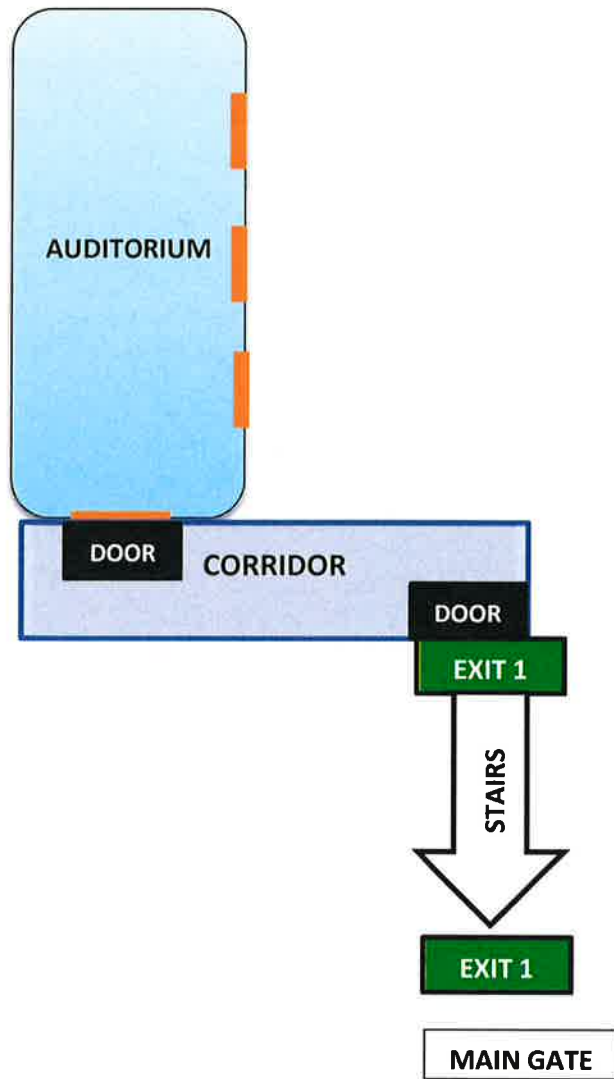 AUDITORIUM
DOOR
CORRIDOR
DOOR
EXIT 1
STAIRS
EXIT 1
MAIN GATE